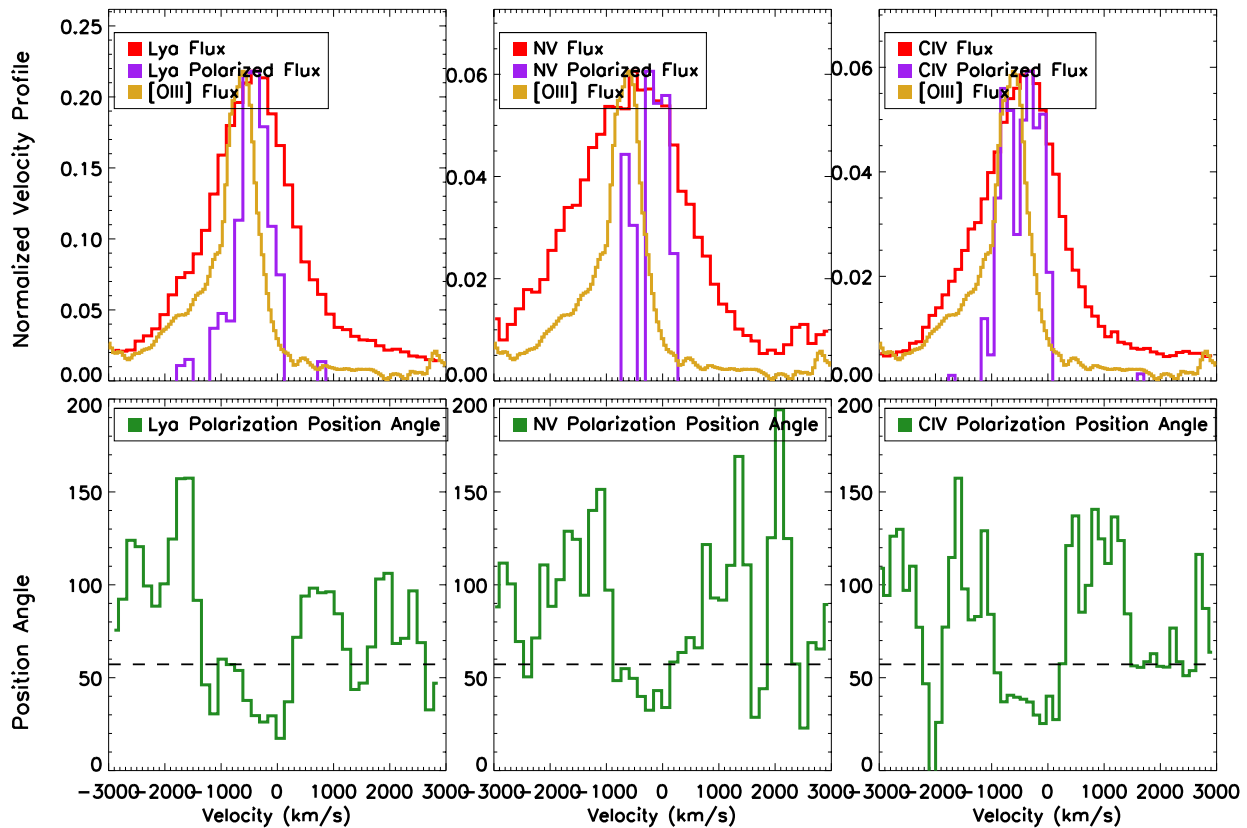 Normalized Velocity Profile
0.25
0.20
0.15
0.10
0.05
0.00
Lya Flux
Lya Polarized Flux
[OIII] Flux
0.06
0.04
0.02
0.00
NV Flux
NV Polarized Flux
[OIII] Flux
0.06
0.04
0.02
0.00
CIV Flux
CIV Polarized Flux
[OIII] Flux
Position Angle
200
150
100
50
0
Lya Polarization Position Angle
-3000 -2000 -1000 0 1000 2000 3000
Velocity (km/s)
200
150
100
50
0
NV Polarization Position Angle
-3000 -2000 -1000 0 1000 2000 3000
Velocity (km/s)
200
150
100
50
0
CIV Polarization Position Angle
-3000 -2000 -1000 0 1000 2000 3000
Velocity (km/s)